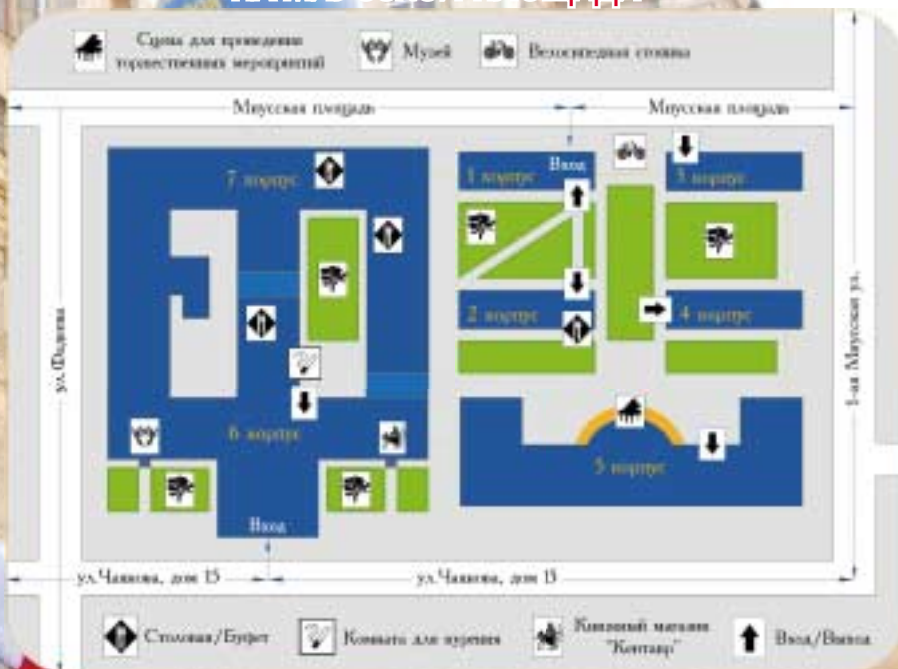 Сцена для проведения
торжественных мероприятий
Музей
Велосипедная стоянка
Миусская площадь
Миусская площадь
Вход
7 корпус
1 корпус
3 корпус
2 корпус
4 корпус
ул.Фадеева
1-ая Миусская ул.
6 корпус
5 корпус
Вход
ул.Чаянова, дом 15
ул.Чаянова, дом 15
Столовая/Буфет
Комната для курения
Книжный магазин
"Кентавр"
Вход/Выход